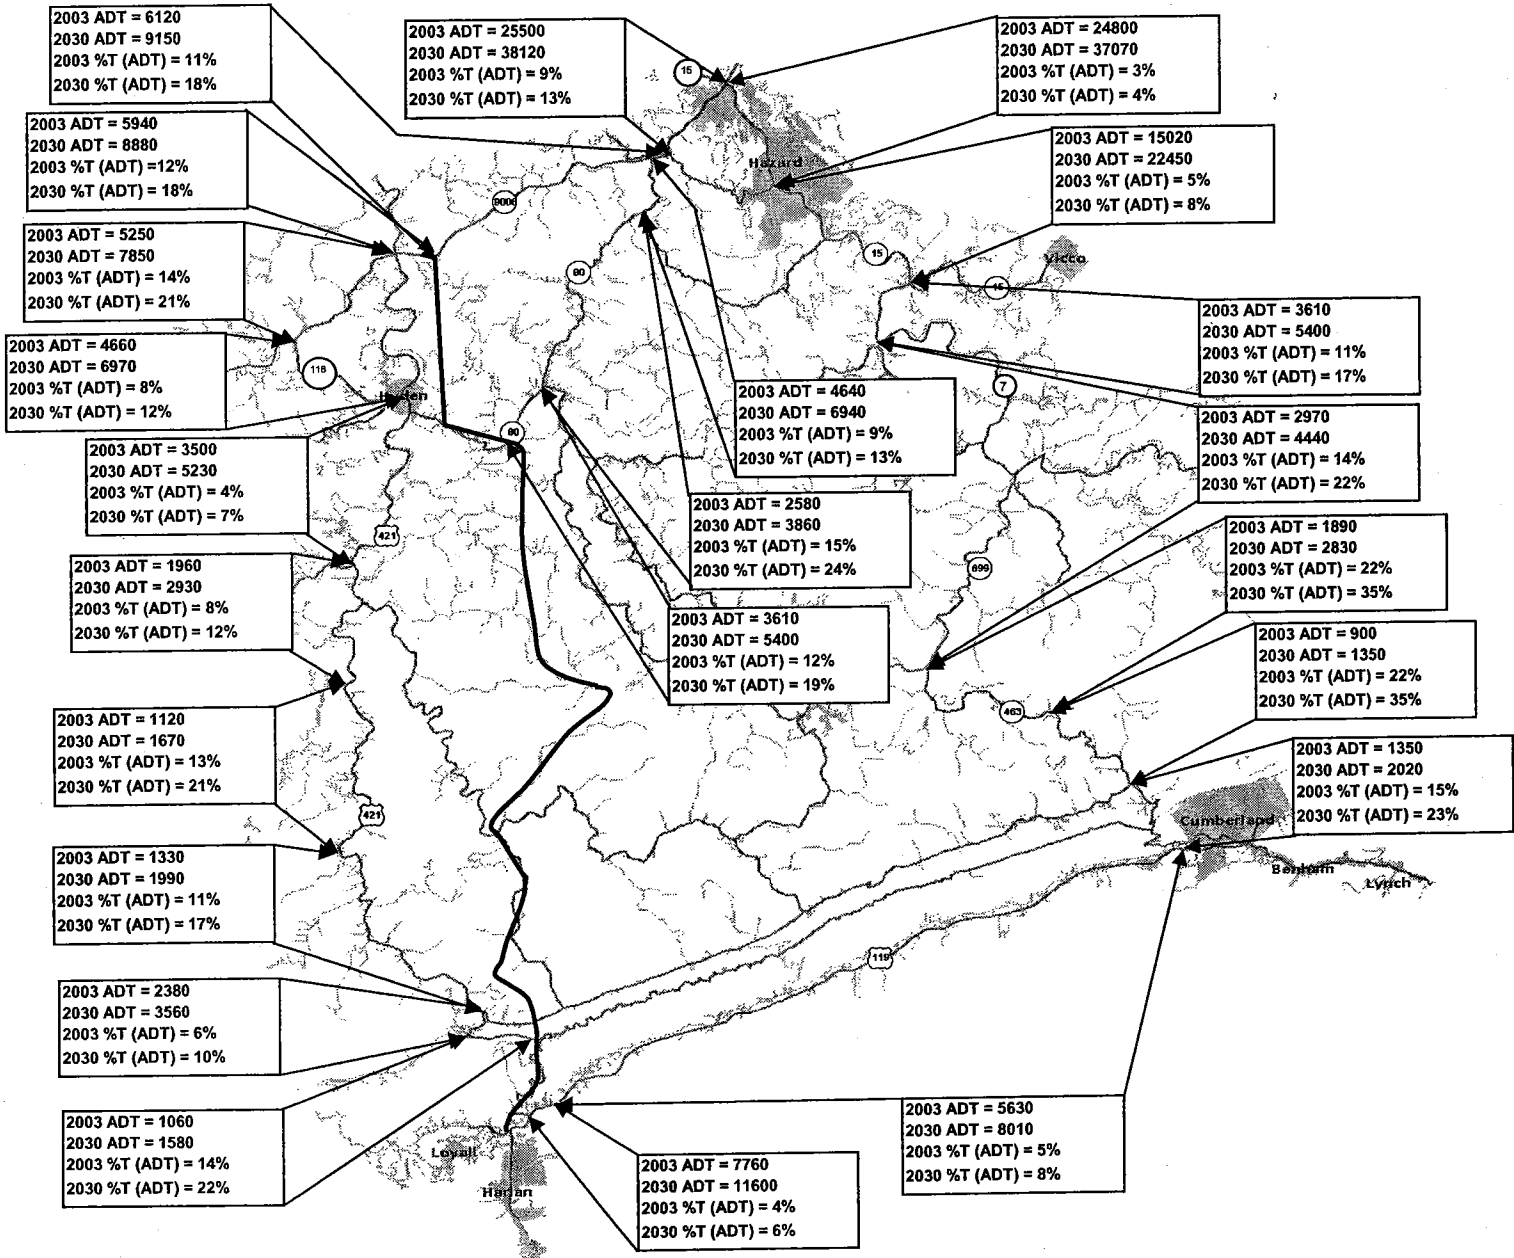 2003 ADT = 6120
2030 ADT = 9150
2003 %T (ADT) = 11%
2030 %T (ADT) = 18%
2003 ADT = 25500
2030 ADT = 38120
2003 %T (ADT) = 9%
2030 %T (ADT) = 13%
2003 ADT = 24800
2030 ADT = 37070
2003 %T (ADT) = 3%
2030 %T (ADT) = 4%
15
2003 ADT = 5940
2030 ADT = 8880
2003 %T (ADT) =12%
2030 %T (ADT) = 18%
2003 ADT = 15020
2030 ADT = 22450
2003 %T (ADT) = 5%
2030 %T (ADT) = 8%
Hazard
9006
2003 ADT = 5250
2030 ADT = 7850
2003 %T (ADT) = 14%
2030 %T (ADT) = 21%
15
Vicco
80
15
2003 ADT = 3610
2030 ADT = 5400
2003 %T (ADT) = 11%
2030 %T (ADT) = 17%
2003 ADT = 4660
2030 ADT = 6970
2003 %T (ADT) = 8%
2030 %T (ADT) = 12%
118
7
2003 ADT = 4640
2030 ADT = 6940
2003 %T (ADT) = 9%
2030 %T (ADT) = 13%
2003 ADT = 2970
2030 ADT = 4440
2003 %T (ADT) = 14%
2030 %T (ADT) = 22%
80
2003 ADT = 3500
2030 ADT = 5230
2003 %T (ADT) = 4%
2030 %T (ADT) = 7%
2003 ADT = 2580
2030 ADT = 3860
2003 %T (ADT) = 15%
2030 %T (ADT) = 24%
421
2003 ADT = 1890
2030 ADT = 2830
2003 %T (ADT) = 22%
2030 %T (ADT) = 35%
699
2003 ADT = 1960
2030 ADT = 2930
2003 %T (ADT) = 8%
2030 %T (ADT) = 12%
2003 ADT = 3610
2030 ADT = 5400
2003 %T (ADT) = 12%
2030 %T (ADT) = 19%
2003 ADT = 900
2030 ADT = 1350
2003 %T (ADT) = 22%
2030 %T (ADT) = 35%
463
2003 ADT = 1120
2030 ADT = 1670
2003 %T (ADT) = 13%
2030 %T (ADT) = 21%
2003 ADT = 1350
2030 ADT = 2020
2003 %T (ADT) = 15%
2030 %T (ADT) = 23%
421
Cumberland
Benham
Lynch
2003 ADT = 1330
2030 ADT = 1990
2003 %T (ADT) = 11%
2030 %T (ADT) = 17%
119
2003 ADT = 2380
2030 ADT = 3560
2003 %T (ADT) = 6%
2030 %T (ADT) = 10%
2003 ADT = 1060
2030 ADT = 1580
2003 %T (ADT) = 14%
2030 %T (ADT) = 22%
2003 ADT = 5630
2030 ADT = 8010
2003 %T (ADT) = 5%
2030 %T (ADT) = 8%
Loyall
Harlan
2003 ADT = 7760
2030 ADT = 11600
2003 %T (ADT) = 4%
2030 %T (ADT) = 6%